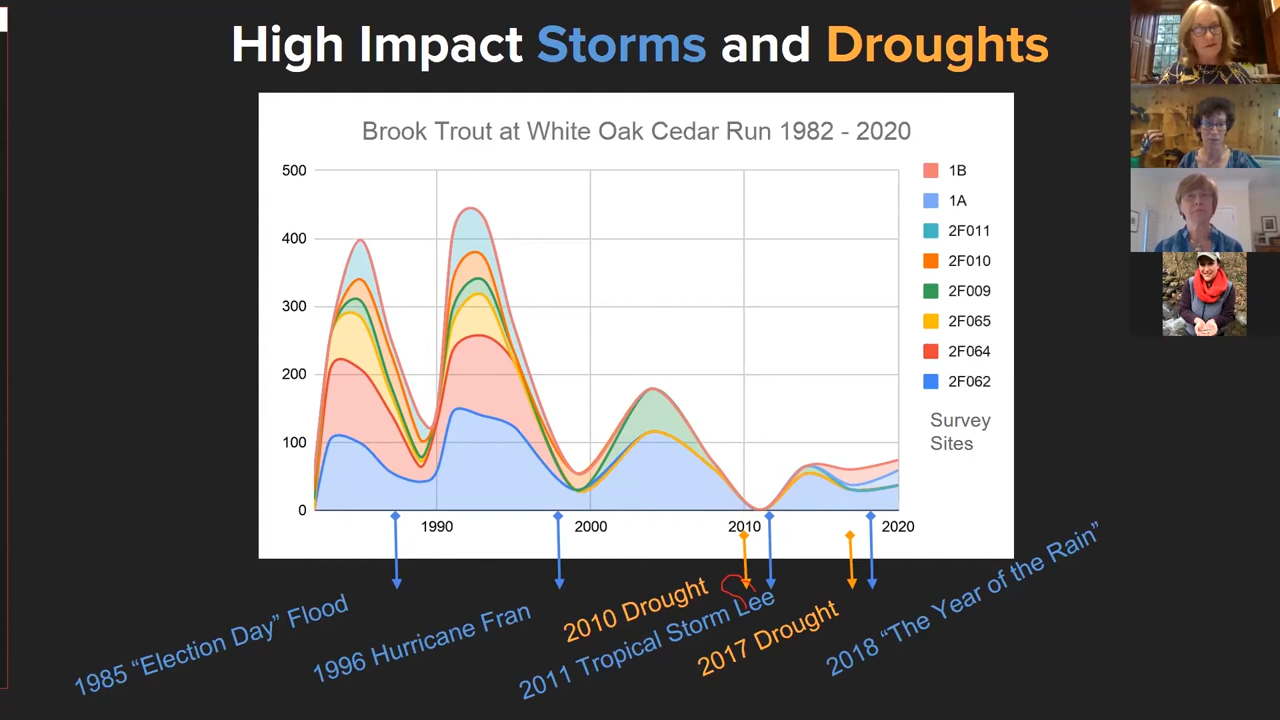 High Impact Storms and Droughts
Brook Trout at White Oak Cedar Run 1982 - 2020
500
400
300
200
100
0
1990
2000
2010
2020
1B
1A
2F011
2F010
2F009
2F065
2F064
2F062
Survey
Sites
1985 “Election Day” Flood
1996 Hurricane Fran
2010 Drought
2011 Tropical Storm Lee
2017 Drought
2018 “The Year of the Rain”